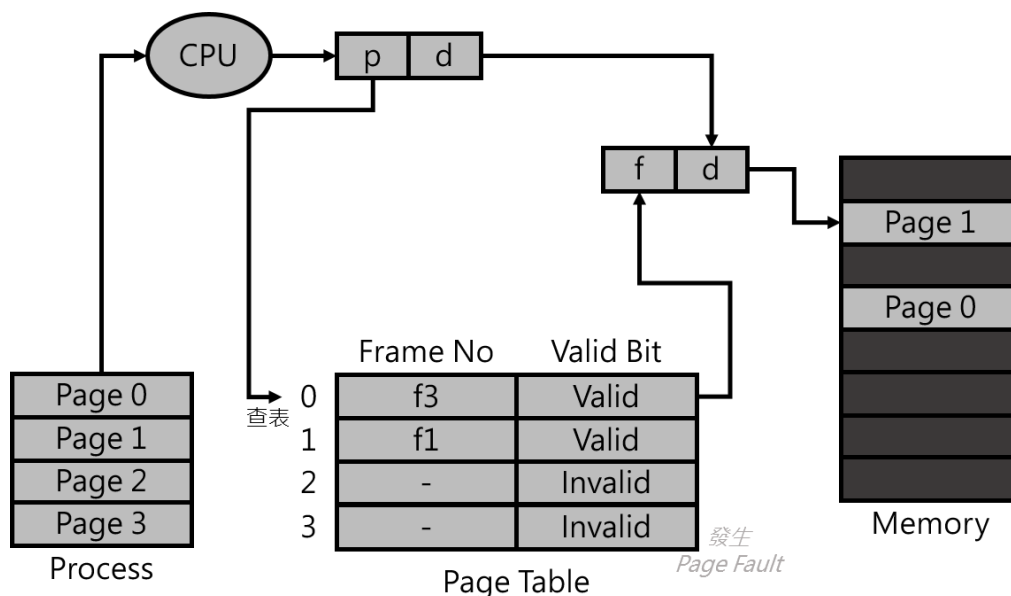 CPU
p d
f d
Page 1
Page 0
Frame No Valid Bit
查表
0 f3 Valid
1 f1 Valid
2 - Invalid
3 - Invalid
Page Table
Page 0
Page 1
Page 2
Page 3
Process
Memory
發生
Page Fault